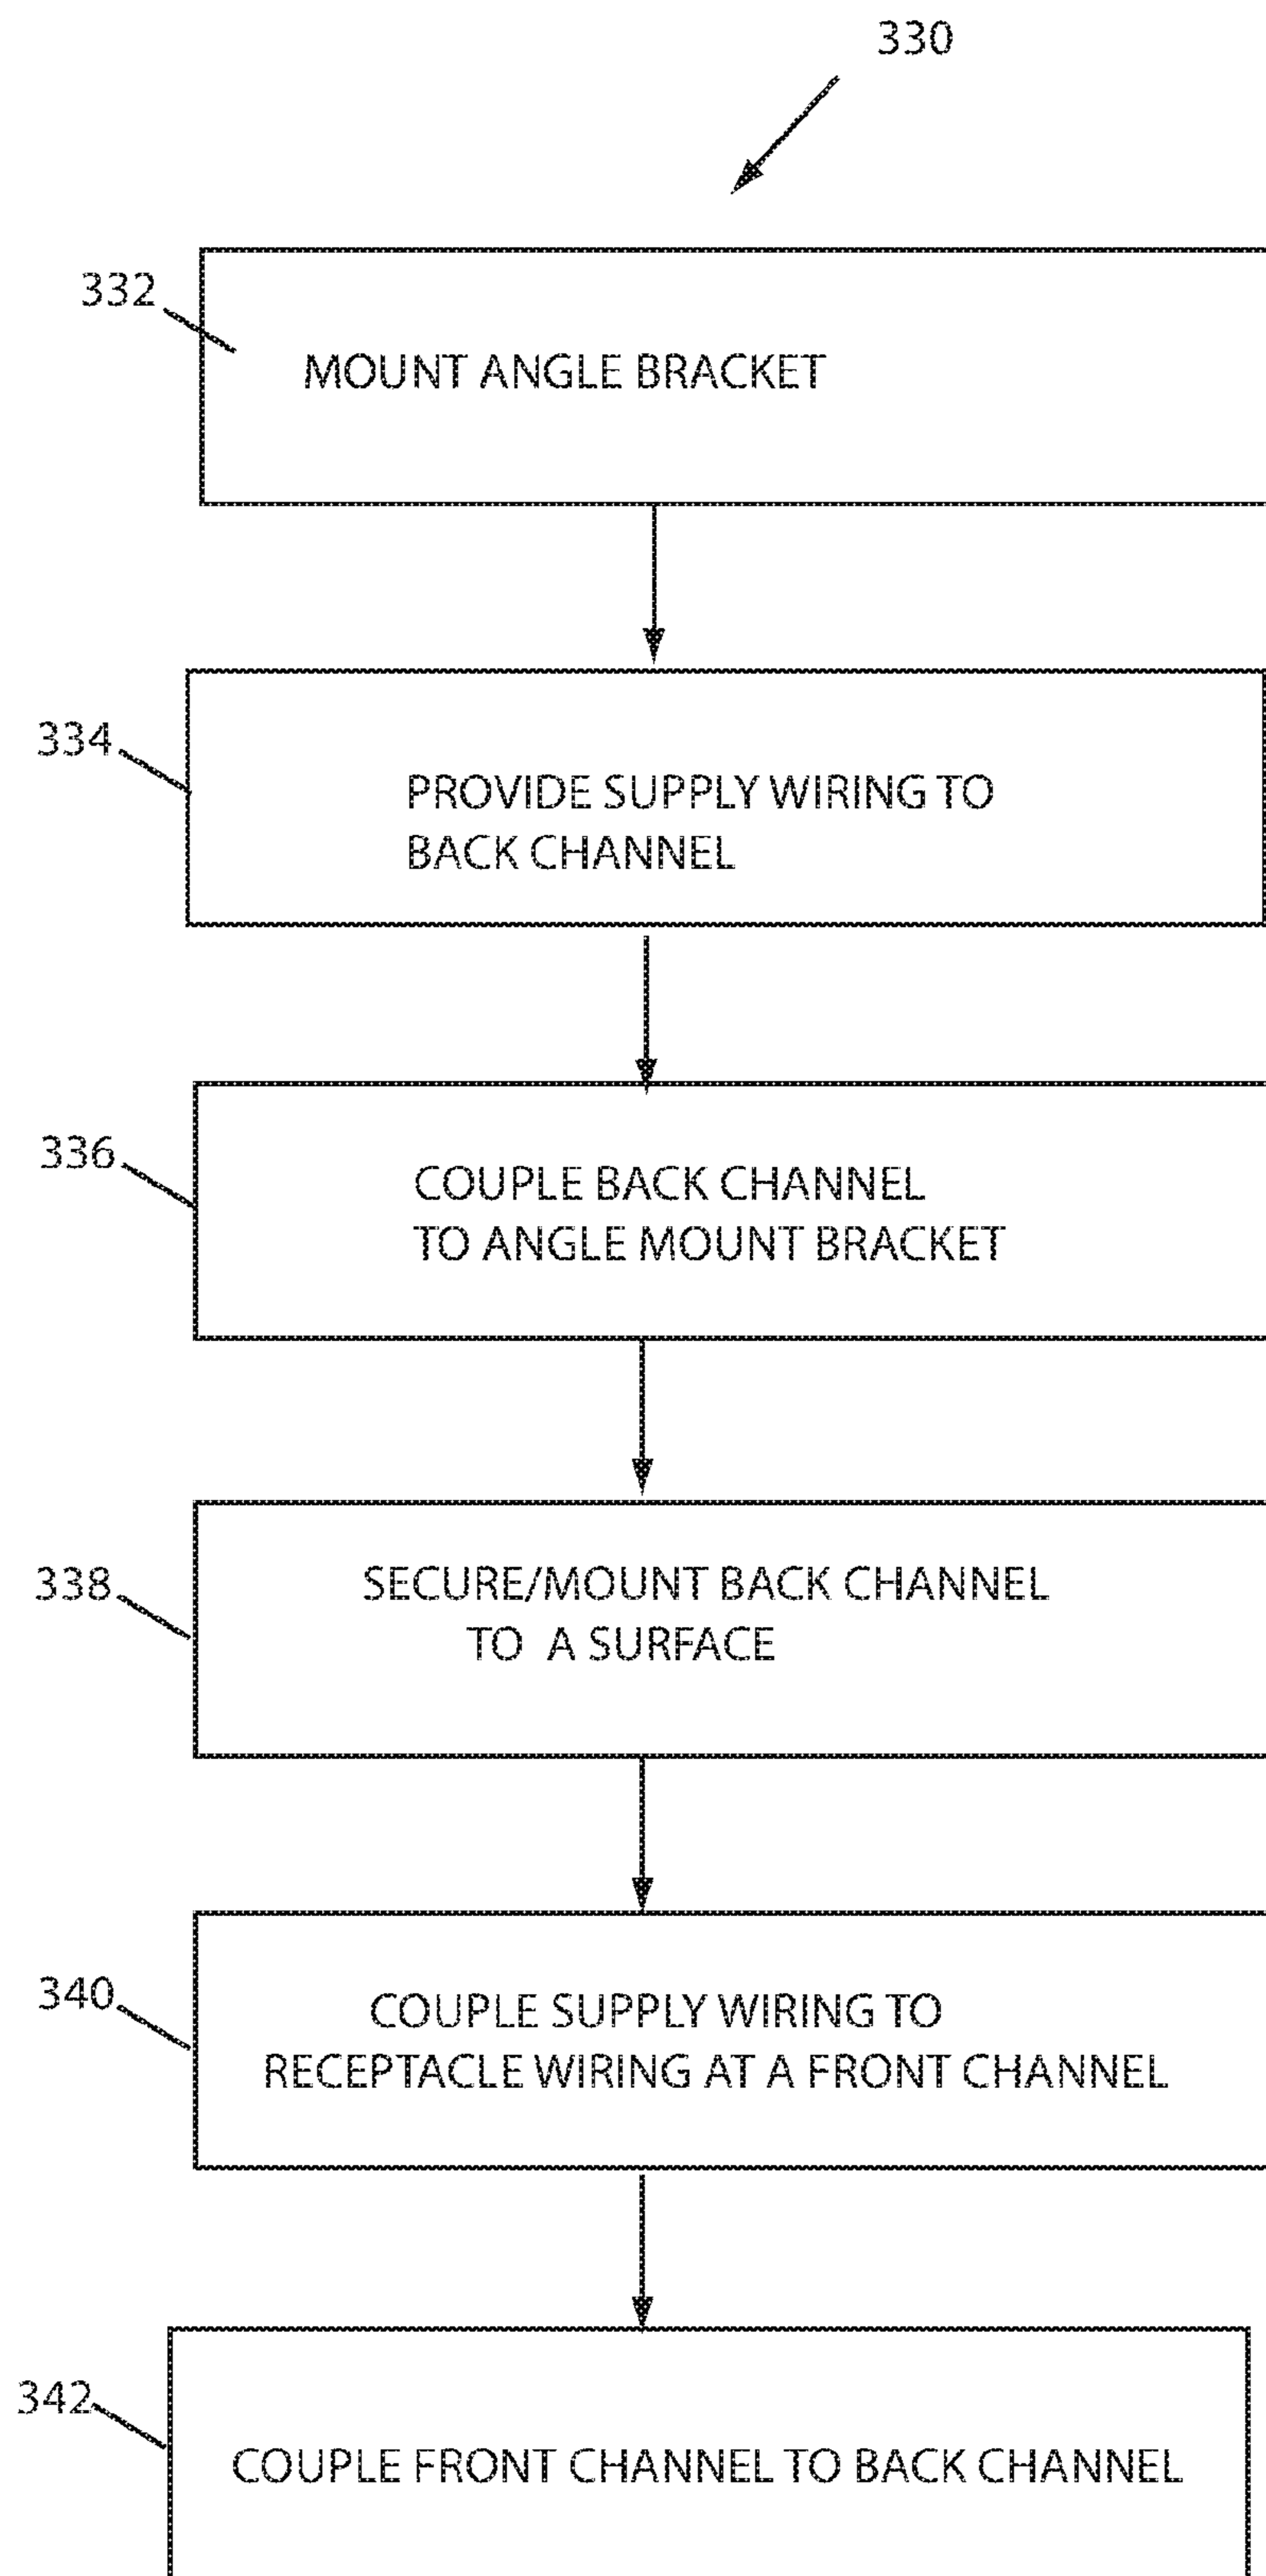 330
332
MOUNT ANGLE BRACKET
334
PROVIDE SUPPLY WIRING TO
BACK CHANNEL
336
COUPLE BACK CHANNEL
TO ANGLE MOUNT BRACKET
338
SECURE/MOUNT BACK CHANNEL
TO A SURFACE
340
COUPLE SUPPLY WIRING TO
RECEPTACLE WIRING AT A FRONT CHANNEL
342
COUPLE FRONT CHANNEL TO BACK CHANNEL